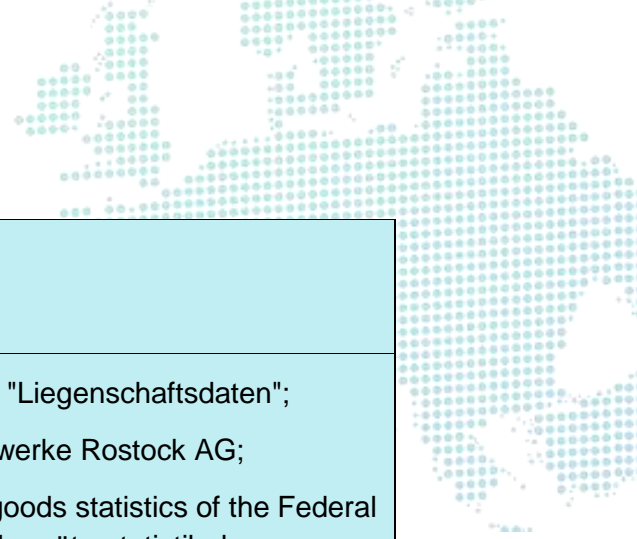 "Liegenschaftsdaten";
werke Rostock AG;
goods statistics of the Federal